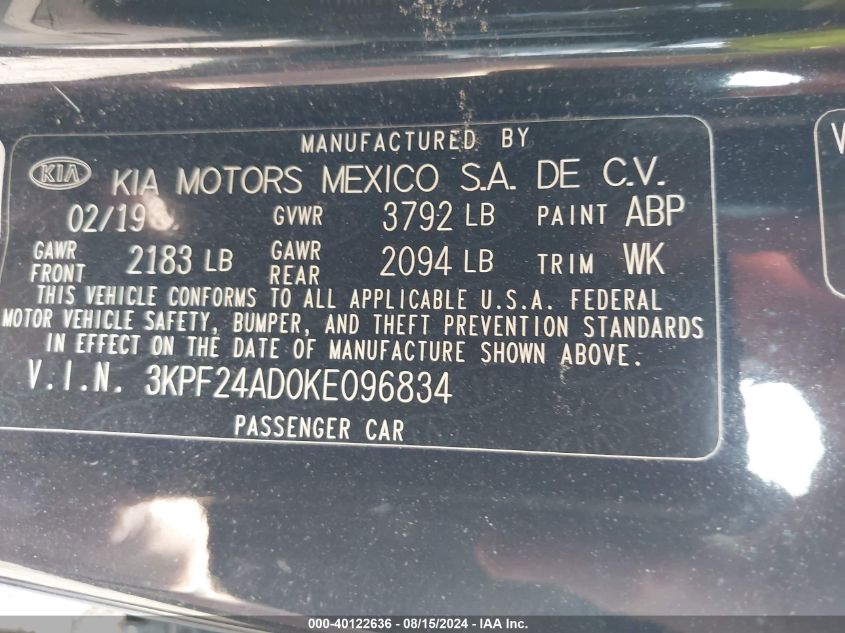 MANUFACTURED BY
KIA KIA MOTORS MEXICO S.A. DE C.V.
02/19 GVWR 3792 LB PAINT ABP
GAWR FRONT 2183 LB GAWR REAR 2094 LB TRIM WK
THIS VEHICLE CONFORMS TO ALL APPLICABLE U.S.A. FEDERAL
MOTOR VEHICLE SAFETY, BUMPER, AND THEFT PREVENTION STANDARDS
IN EFFECT ON THE DATE OF MANUFACTURE SHOWN ABOVE.
V.I.N. 3KPF24AD0KE096834
PASSENGER CAR
V
000-40122636 - 08/15/2024 - IAA Inc.